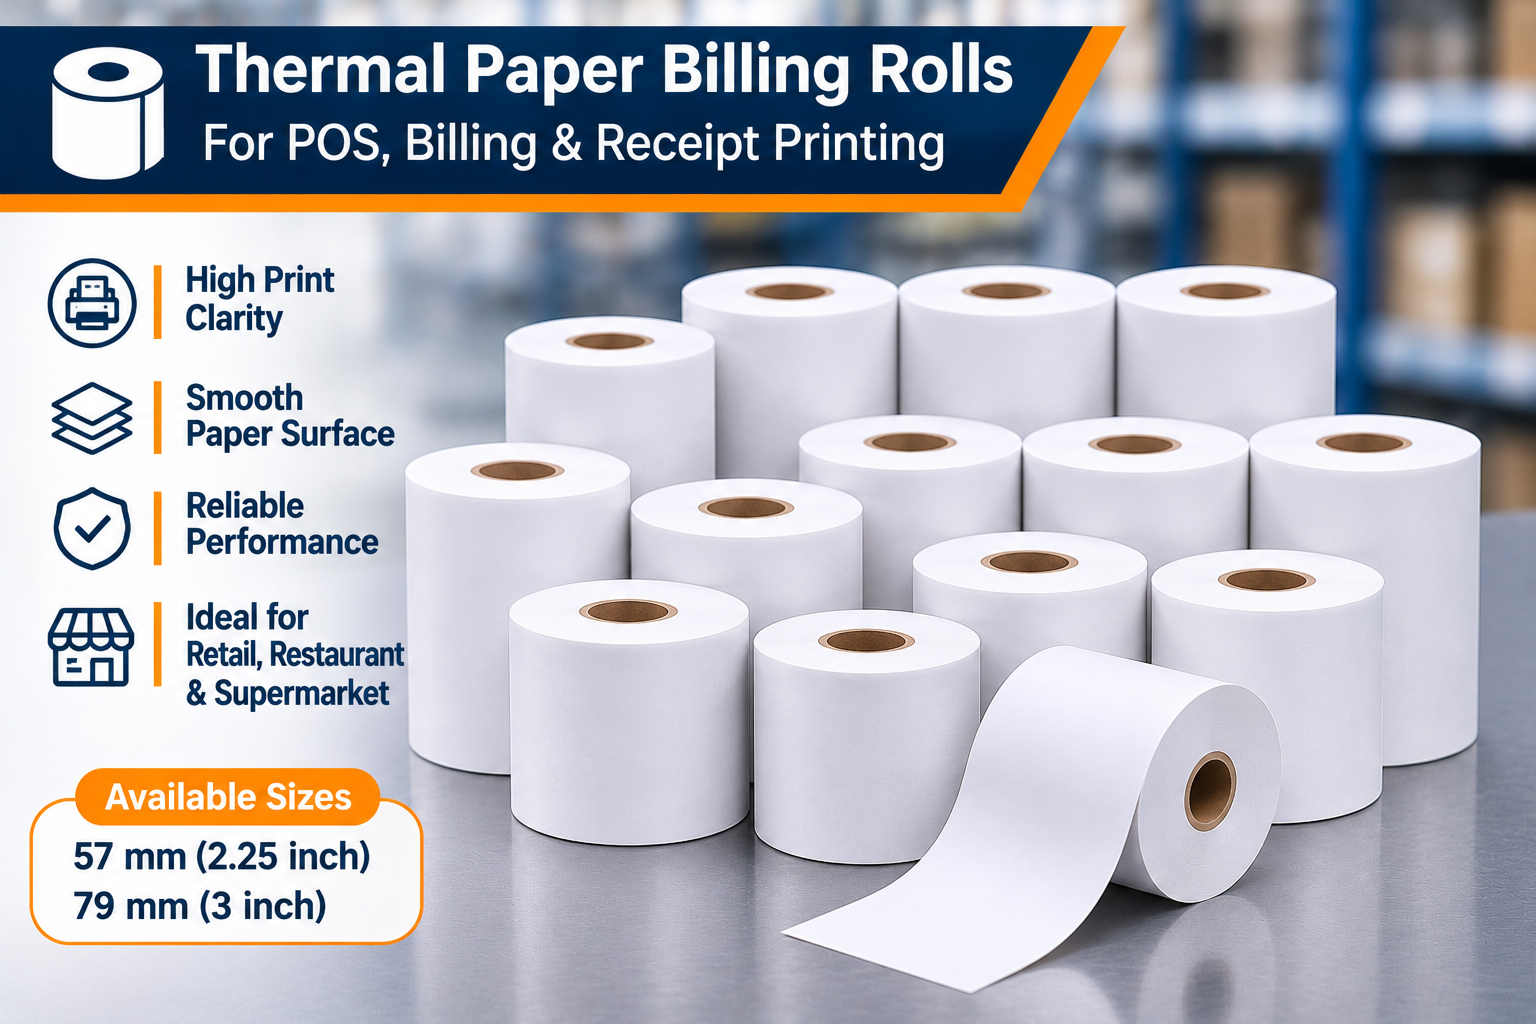 Thermal Paper Billing Rolls
For POS, Billing & Receipt Printing
High Print
Clarity
Smooth
Paper Surface
Reliable
Performance
Ideal for
Retail, Restaurant
& Supermarket
Available Sizes
57 mm (2.25 inch)
79 mm (3 inch)